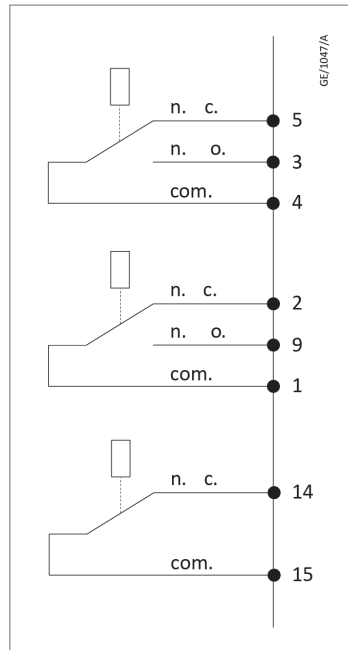 GE/1047/A
n. c. 5
n. o. 3
com. 4
n. c. 2
n. o. 9
com. 1
n. c. 14
com. 15